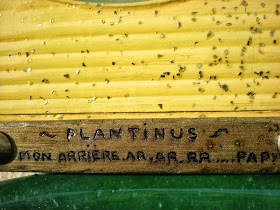 ~ PLANTINUS ~
MON ARRIÈRE. AR. AR. RR .... PAPY